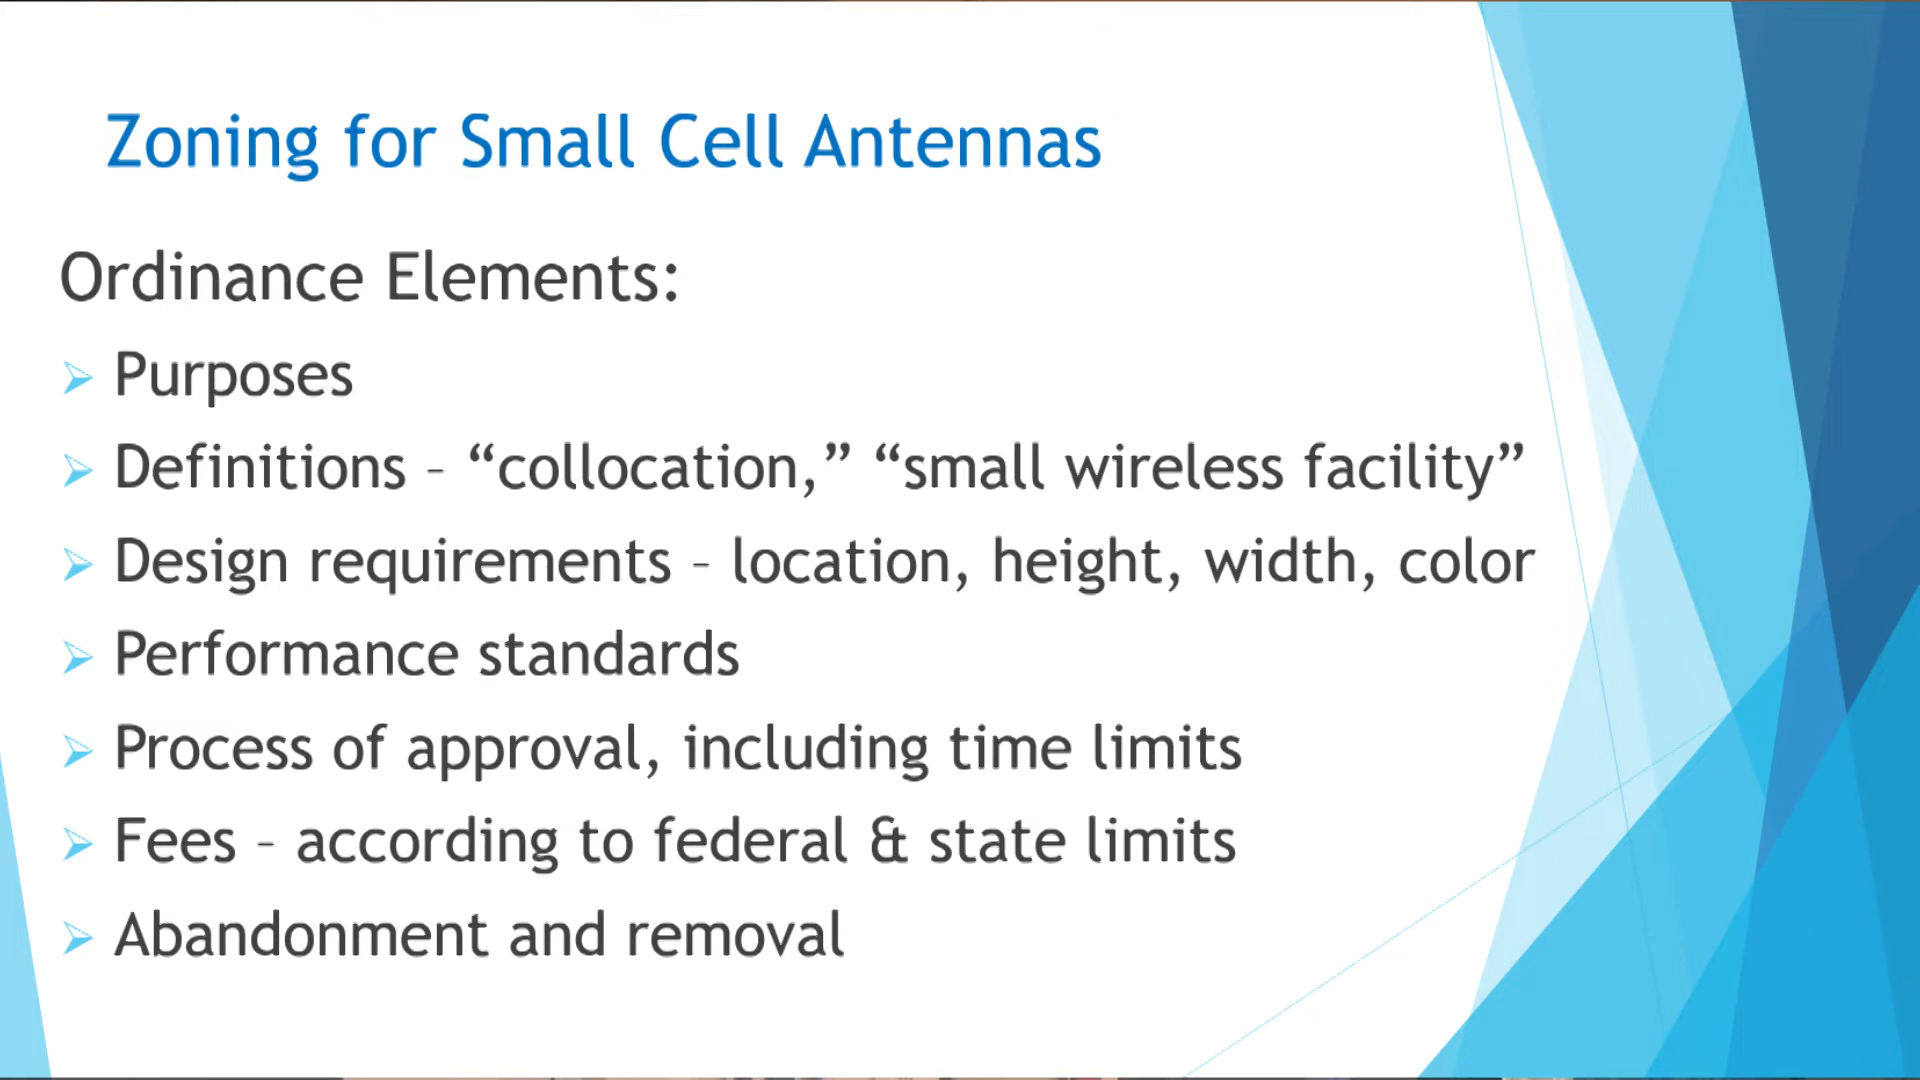 Zoning for Small Cell Antennas
Ordinance Elements:
Purposes
Definitions – “collocation,” “small wireless facility”
Design requirements – location, height, width, color
Performance standards
Process of approval, including time limits
Fees – according to federal & state limits
Abandonment and removal